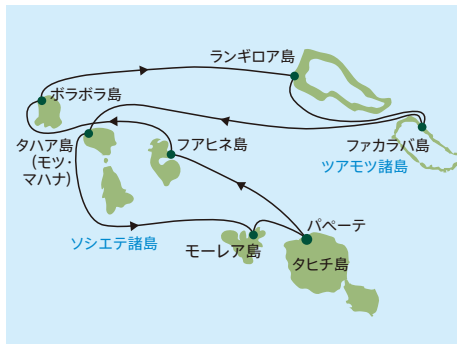 ランギロア島
ボラボラ島
タハア島
(モツ・
マハナ)
フアヒネ島
ファカラバ島
ツアモツ諸島
パペーテ
ソシエテ諸島
モーレア島
タヒチ島